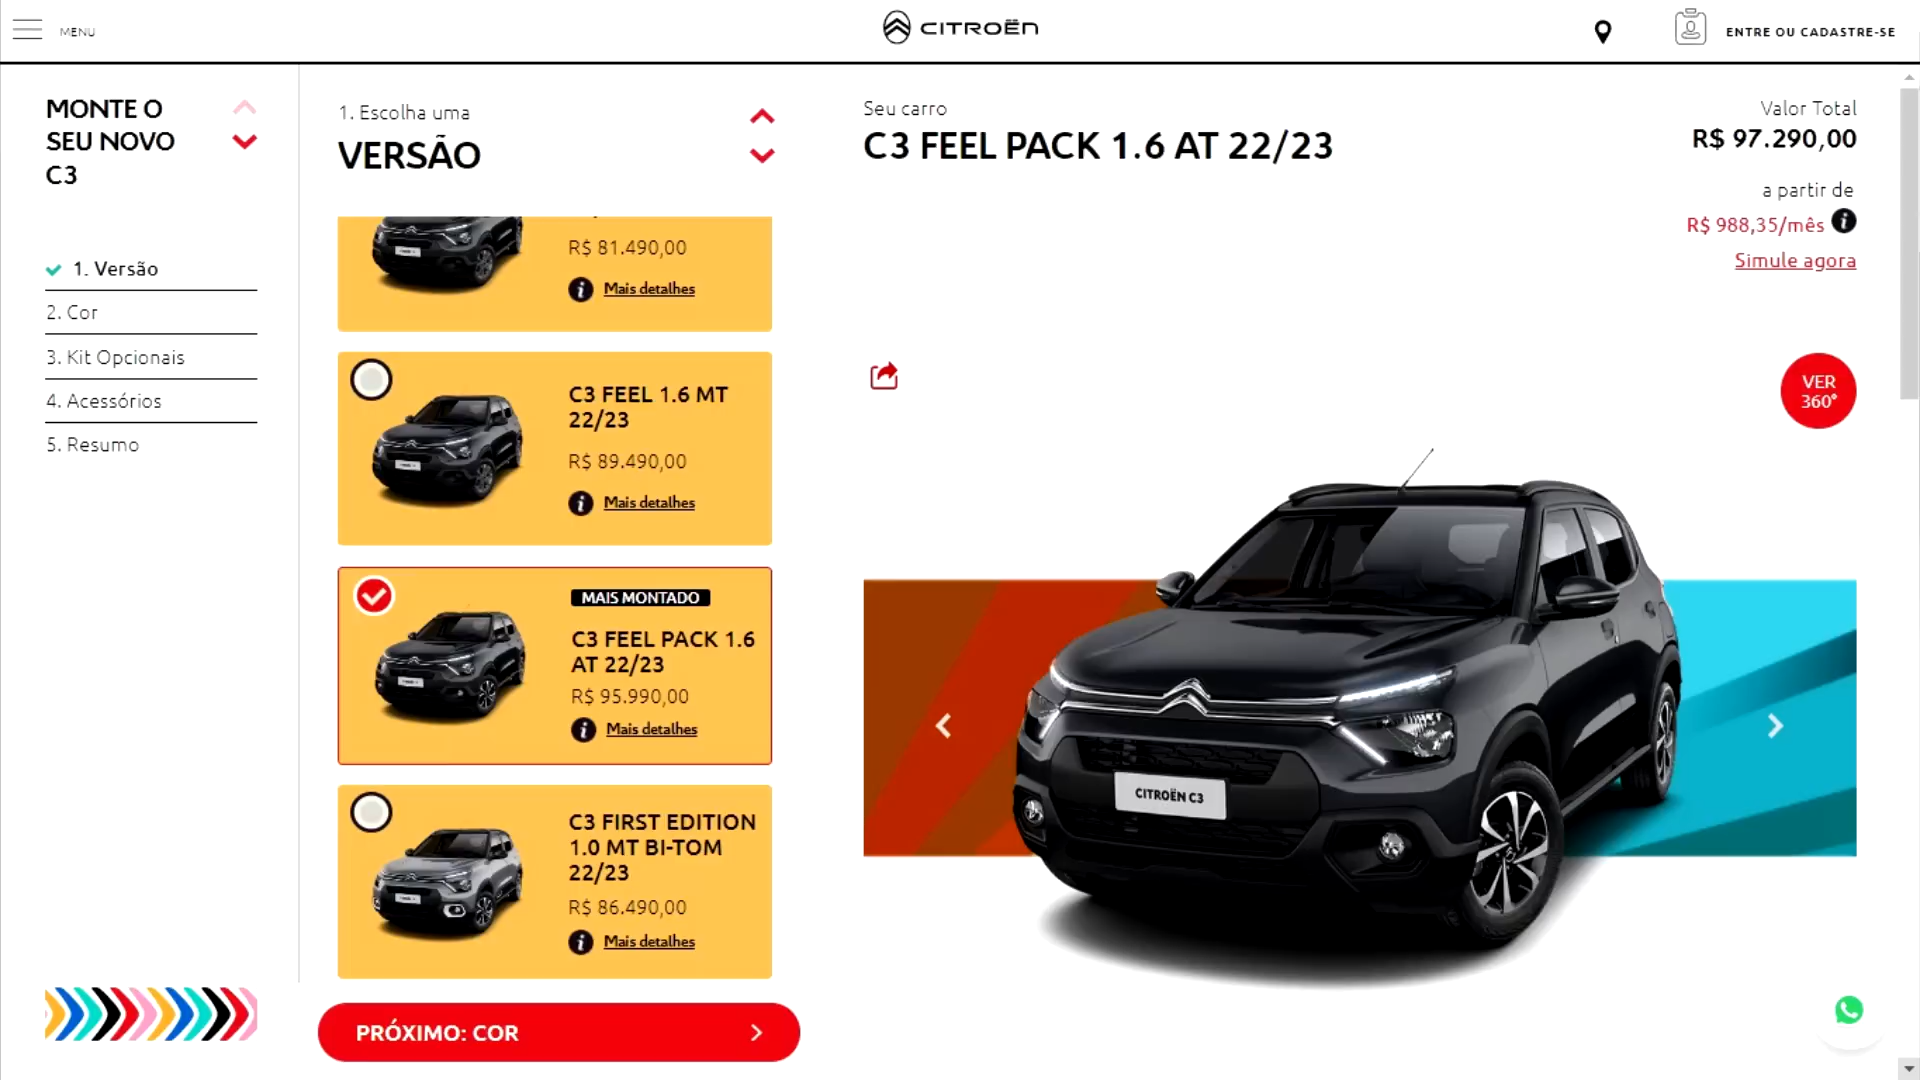 MENU
CITROËN
ENTRE OU CADASTRE-SE
MONTE O
SEU NOVO
C3
1. Versão
2. Cor
3. Kit Opcionais
4. Acessórios
5. Resumo
1. Escolha uma
VERSÃO
R$ 81.490,00
i Mais detalhes
C3 FEEL 1.6 MT
22/23
R$ 89.490,00
i Mais detalhes
MAIS MONTADO
C3 FEEL PACK 1.6
AT 22/23
R$ 95.990,00
i Mais detalhes
C3 FIRST EDITION
1.0 MT BI-TOM
22/23
R$ 86.490,00
i Mais detalhes
PRÓXIMO: COR
Seu carro
C3 FEEL PACK 1.6 AT 22/23
Valor Total
R$ 97.290,00
a partir de
R$ 988,35/mês i
Simule agora
VER
360°
CITROËN C3